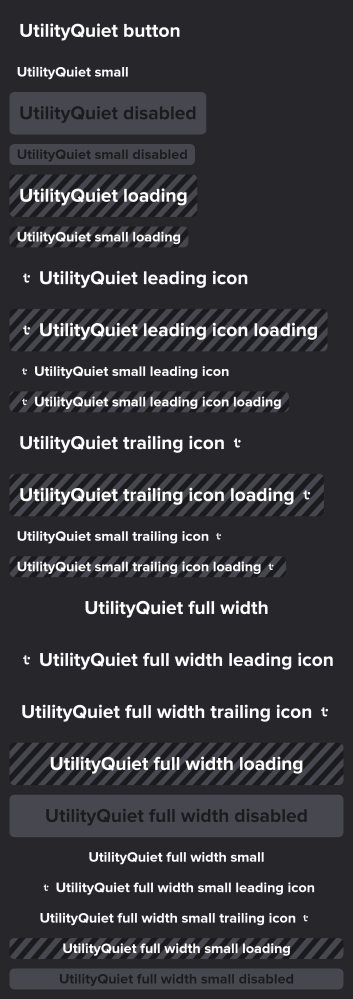 UtilityQuiet button
UtilityQuiet small
UtilityQuiet disabled
UtilityQuiet small disabled
UtilityQuiet loading
UtilityQuiet small loading
UtilityQuiet leading icon
UtilityQuiet leading icon loading
UtilityQuiet small leading icon
UtilityQuiet small leading icon loading
UtilityQuiet trailing icon
UtilityQuiet trailing icon loading
UtilityQuiet small trailing icon
UtilityQuiet small trailing icon loading
UtilityQuiet full width
UtilityQuiet full width leading icon
UtilityQuiet full width trailing icon
UtilityQuiet full width loading
UtilityQuiet full width disabled
UtilityQuiet full width small
UtilityQuiet full width small leading icon
UtilityQuiet full width small trailing icon
UtilityQuiet full width small loading
UtilityQuiet full width small disabled